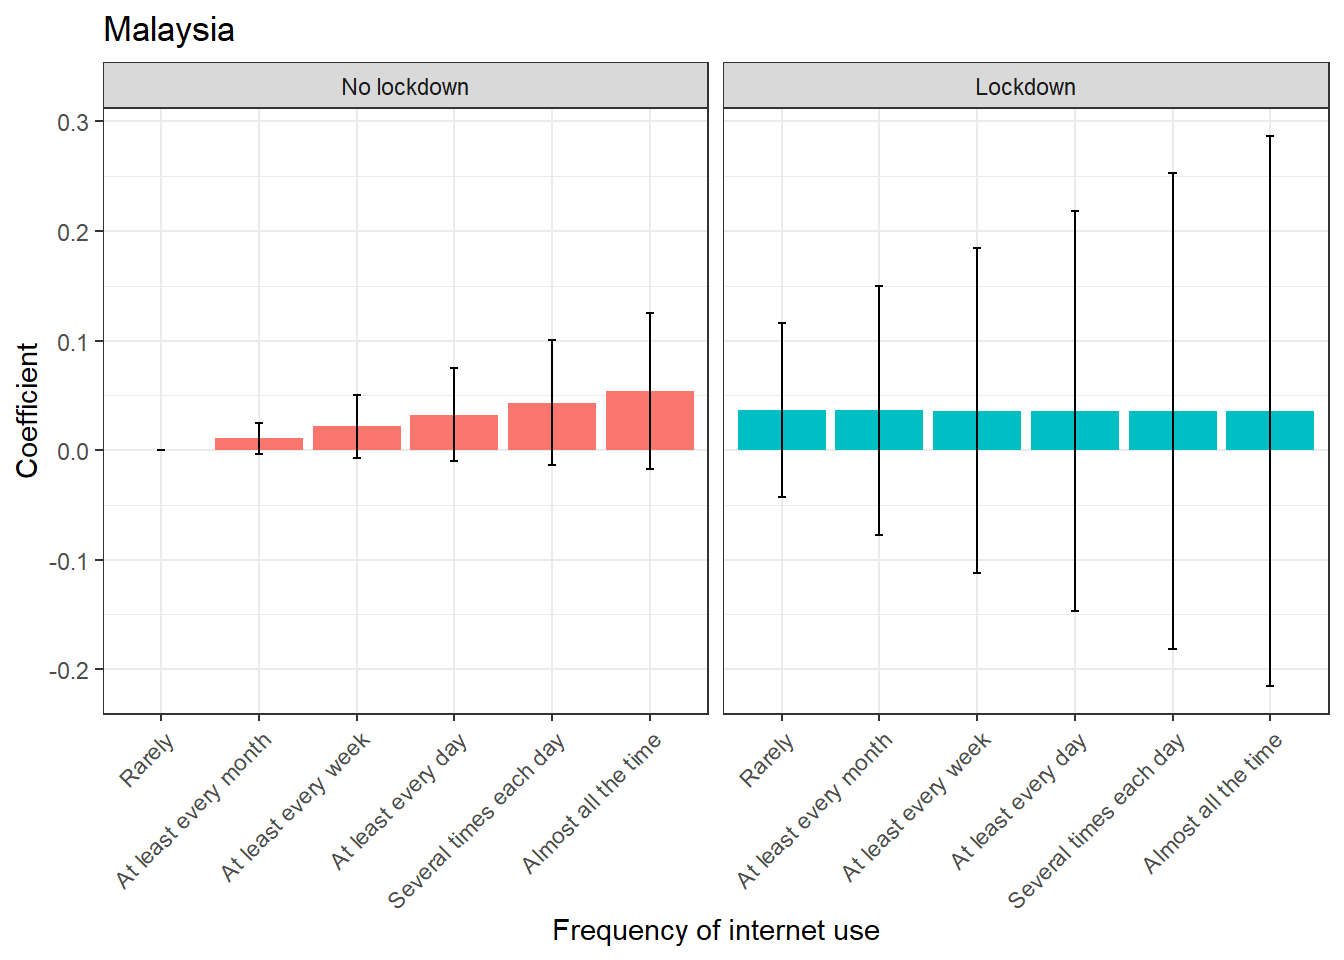 Malaysia
No lockdown
Lockdown
Coefficient
0.3
0.2
0.1
0.0
-0.1
-0.2
Rarely
At least every month
At least every week
At least every day
Several times each day
Almost all the time
Rarely
At least every month
At least every week
At least every day
Several times each day
Almost all the time
Frequency of internet use